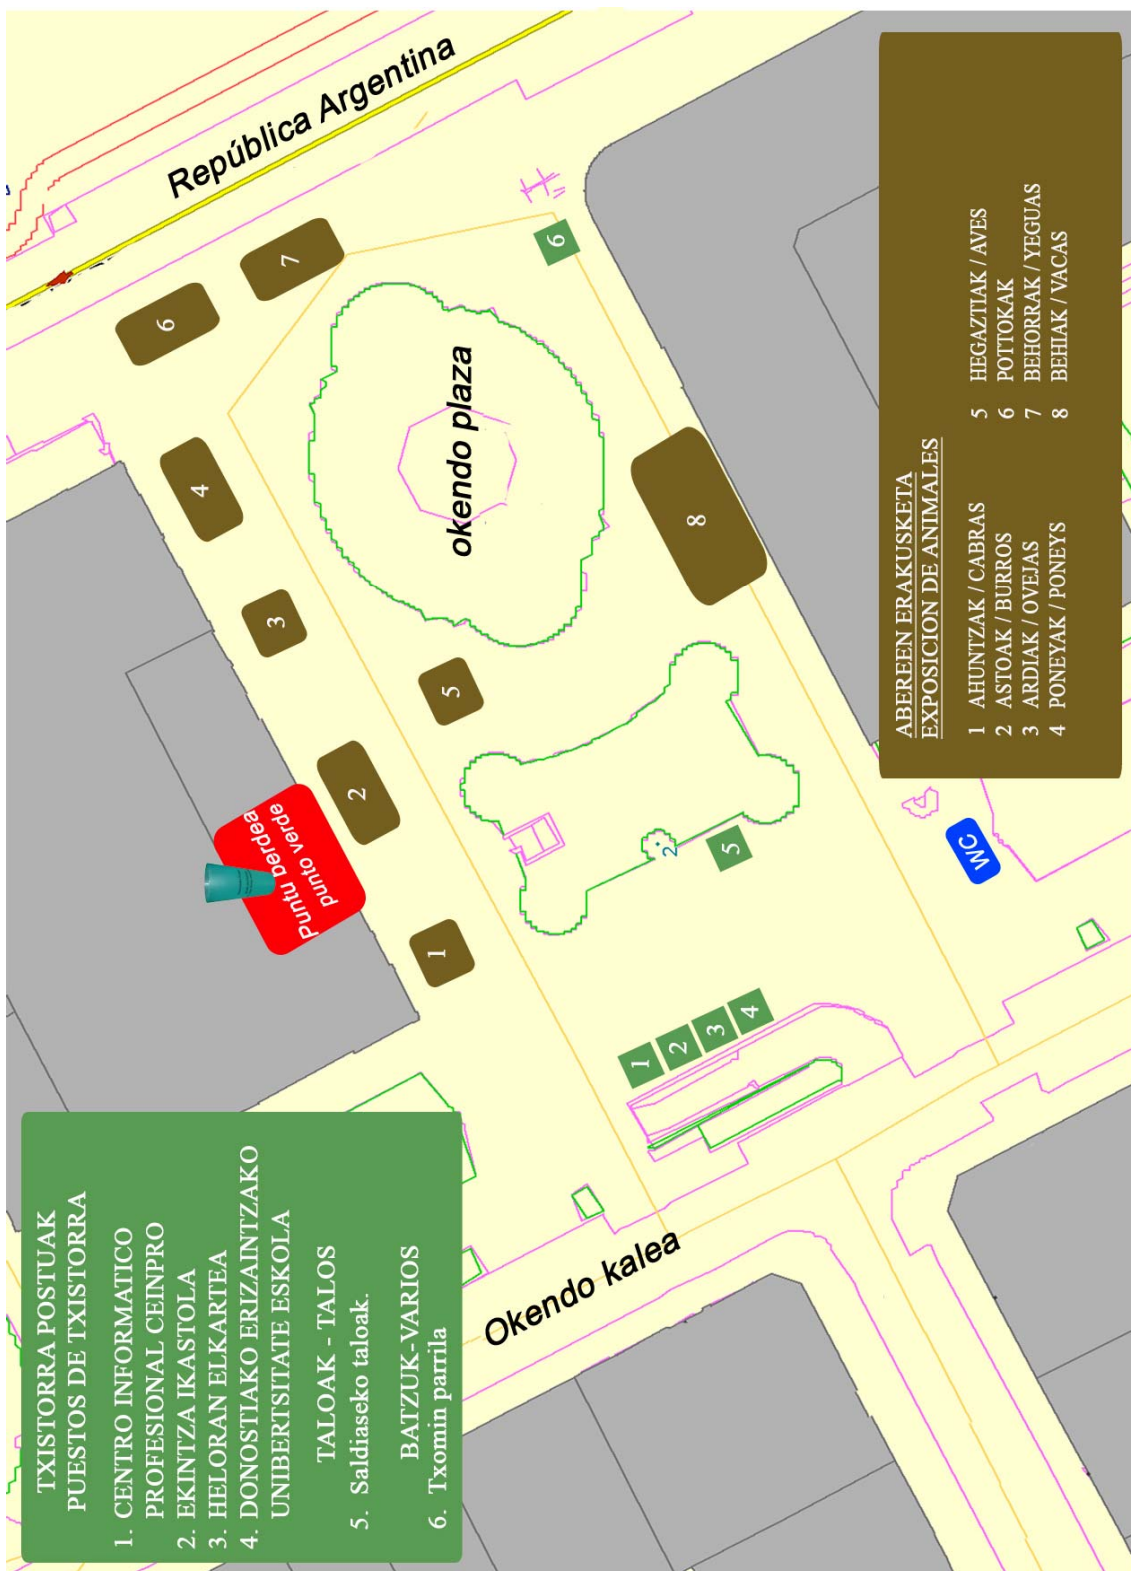 TXISTORRA POSTUAK
PUESTOS DE TXISTORRA
1. CENTRO INFORMATICO
PROFESIONAL CEINPRO
2. EKINTZA IKASTOLA
3. HELORAN ELKARTEA
4. DONOSTIAKO ERIZAINTZAKO
UNIBERTSITATE ESKOLA
TALOAK - TALOS
5. Saldiaseko taloak.
BATZUK-VARIOS
6. Txomin parrila
República Argentina
6
7
4
3
2
1
5
8
Puntu berdea
punto verde
okendo plaza
6
2
5
1
2
3
4
Okendo kalea
WC
ABEREEN ERAKUSKETA
EXPOSICION DE ANIMALES
1 AHUNTZAK / CABRAS
2 ASTOAK / BURROS
3 ARDIAK / OVEJAS
4 PONEYAK / PONEYS
5 HEGAZTIAK / AVES
6 POTTOKAK
7 BEHORRAK / YEGUAS
8 BEHIAK / VACAS